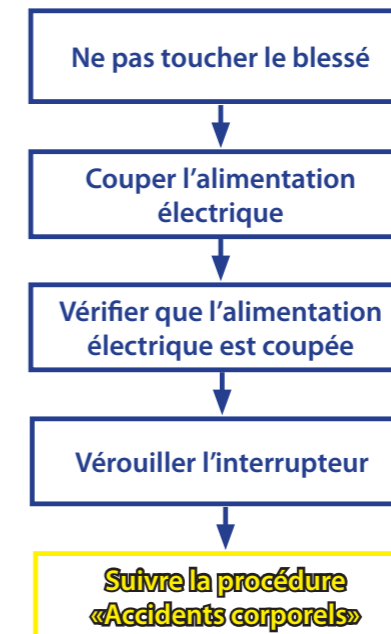 Ne pas toucher le blessé
Couper l’alimentation
électrique
Vérifier que l’alimentation
électrique est coupée
Vérouiller l’interrupteur
Suivre la procédure
«Accidents corporels»